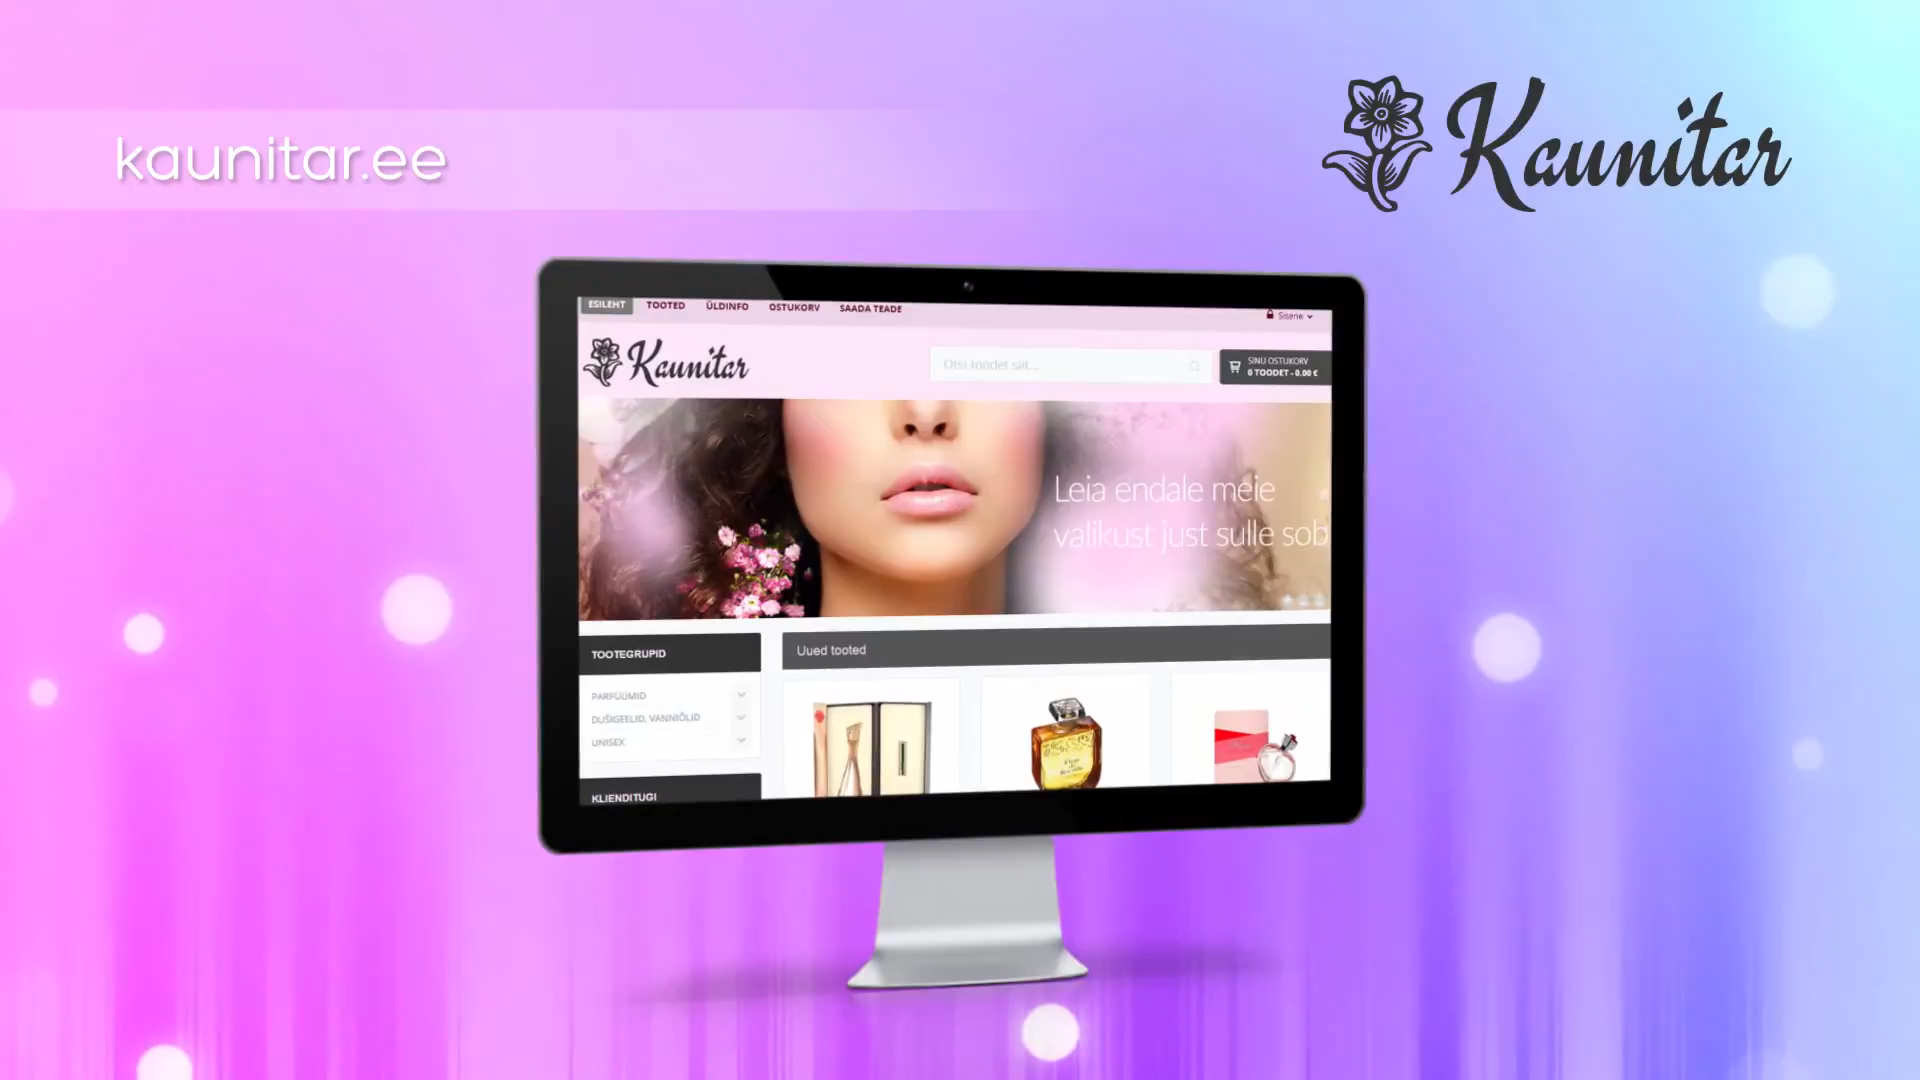 kaunitar.ee
Kaunitar
ESILEHT TOOTED ÜLDINFO OSTUKORV SAADA TEADE
Sisene
Kaunitar
Otsi toodet siit...
SINU OSTUKORV
0 TOODET - 0.00 €
Leia endale meie
valikust just sulle sob
TOOTEGRUPID
Uued tooted
PARFÜÜMID
DUŠIGEELID, VANNIÕLID
UNISEX
KLIENDITUGI